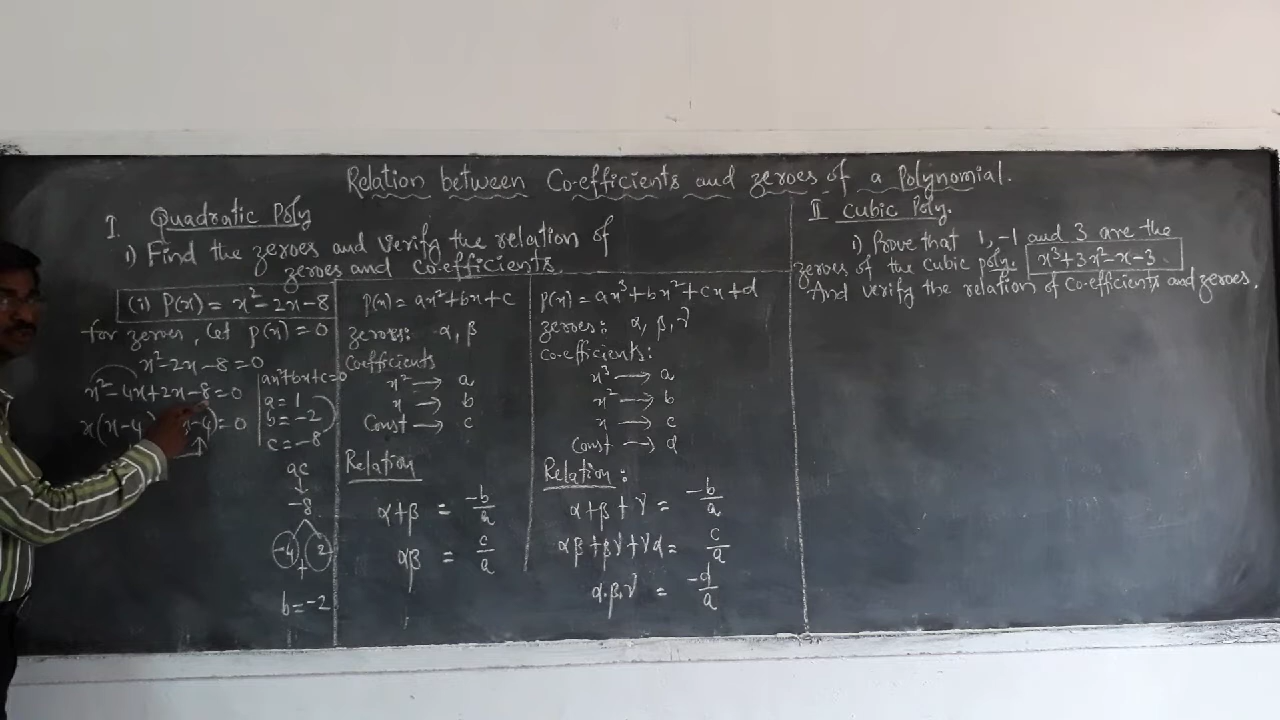 Relation between Co-efficients and zeroes of a Polynomial.
I. Quadratic Poly
1) Find the zeroes and verify the relation of
zeroes and Co-efficients.
(i) P(x) = x² - 2x - 8
for zeroes, let p(x) = 0
x² - 2x - 8 = 0
x² - 4x + 2x - 8 = 0
x(x-4) x-4) = 0
ax² + bx + c = 0
a = 1
b = -2
c = -8
ac
↓
-8
-4 2
+
b = -2
p(x) = ax² + bx + c
zeroes: α, β
Coefficients
x² → a
x → b
Const → c
Relation
α + β = -b/a
αβ = c/a
p(x) = ax³ + bx² + cx + d
zeroes: α, β, γ
Co-efficients:
x³ → a
x² → b
x → c
Const → d
Relation:
α + β + γ = -b/a
αβ + βγ + γα = c/a
α.β.γ = -d/a
II Cubic Poly.
1) Prove that 1, -1 and 3 are the
zeroes of the cubic poly. x³ + 3x² - x - 3.
And verify the relation of Co-efficients and zeroes.